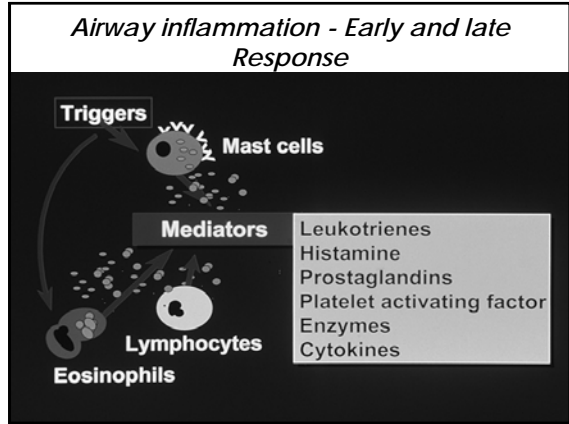 Airway inflammation - Early and late
Response
Triggers
Mast cells
Mediators
Leukotrienes
Histamine
Prostaglandins
Platelet activating factor
Enzymes
Cytokines
Lymphocytes
Eosinophils